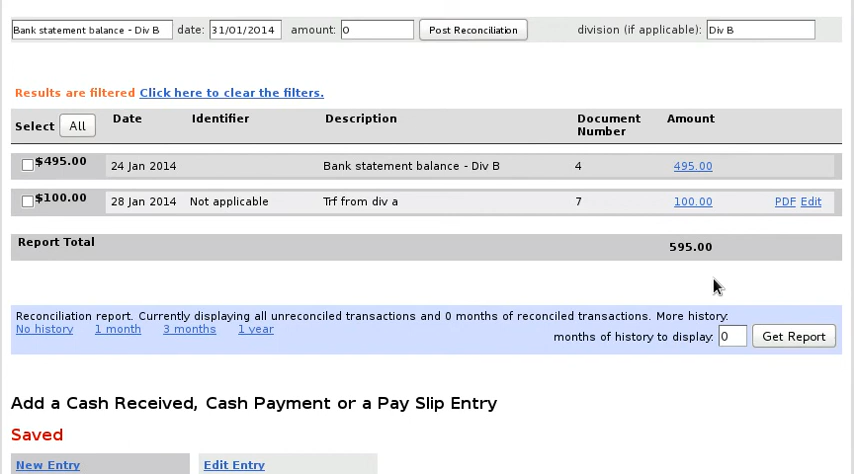 Bank statement balance - Div B date: 31/01/2014 amount: 0 Post Reconciliation division (if applicable): Div B
Results are filtered Click here to clear the filters.
Select All Date Identifier Description Document Number Amount
$495.00 24 Jan 2014 Bank statement balance - Div B 4 495.00
$100.00 28 Jan 2014 Not applicable Trf from div a 7 100.00 PDF Edit
Report Total 595.00
Reconciliation report. Currently displaying all unreconciled transactions and 0 months of reconciled transactions. More history:
No history 1 month 3 months 1 year
months of history to display: 0 Get Report
Add a Cash Received, Cash Payment or a Pay Slip Entry
Saved
New Entry Edit Entry